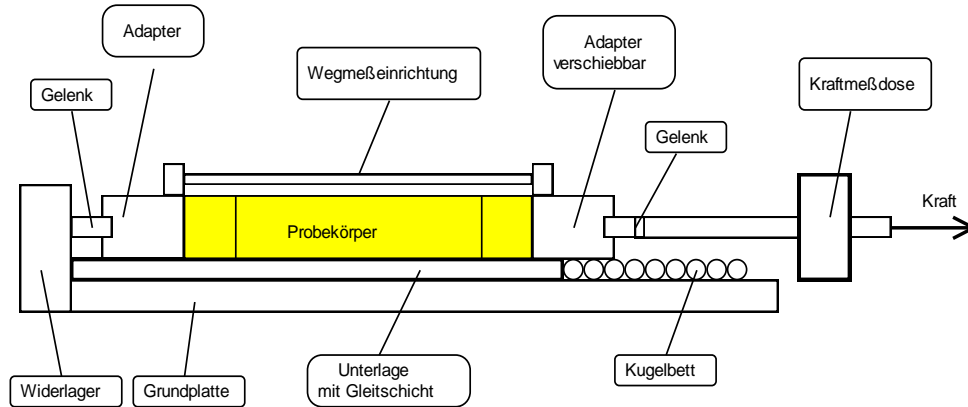 Adapter
Adapter
verschiebbar
Wegmeßeinrichtung
Kraftmeßdose
Gelenk
Gelenk
Kraft
Probekörper
Widerlager
Grundplatte
Unterlage
mit Gleitschicht
Kugelbett